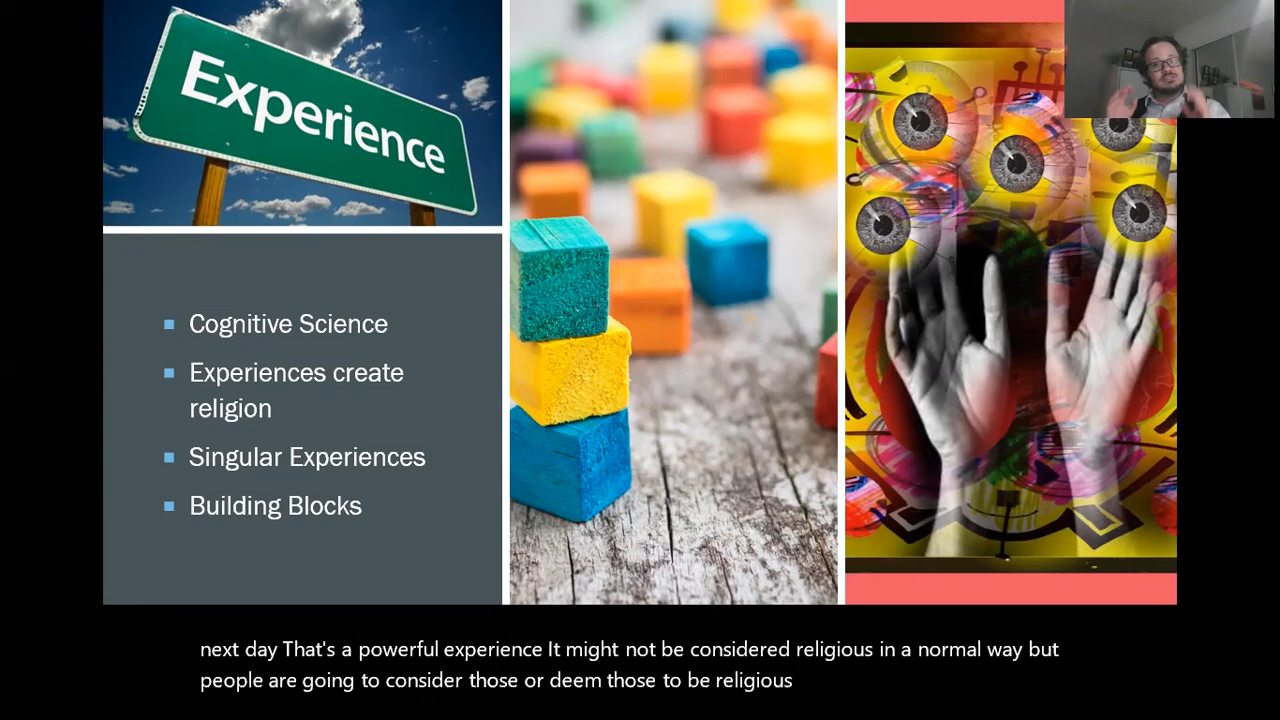 Experience
Cognitive Science
Experiences create
religion
Singular Experiences
Building Blocks
next day That's a powerful experience It might not be considered religious in a normal way but
people are going to consider those or deem those to be religious